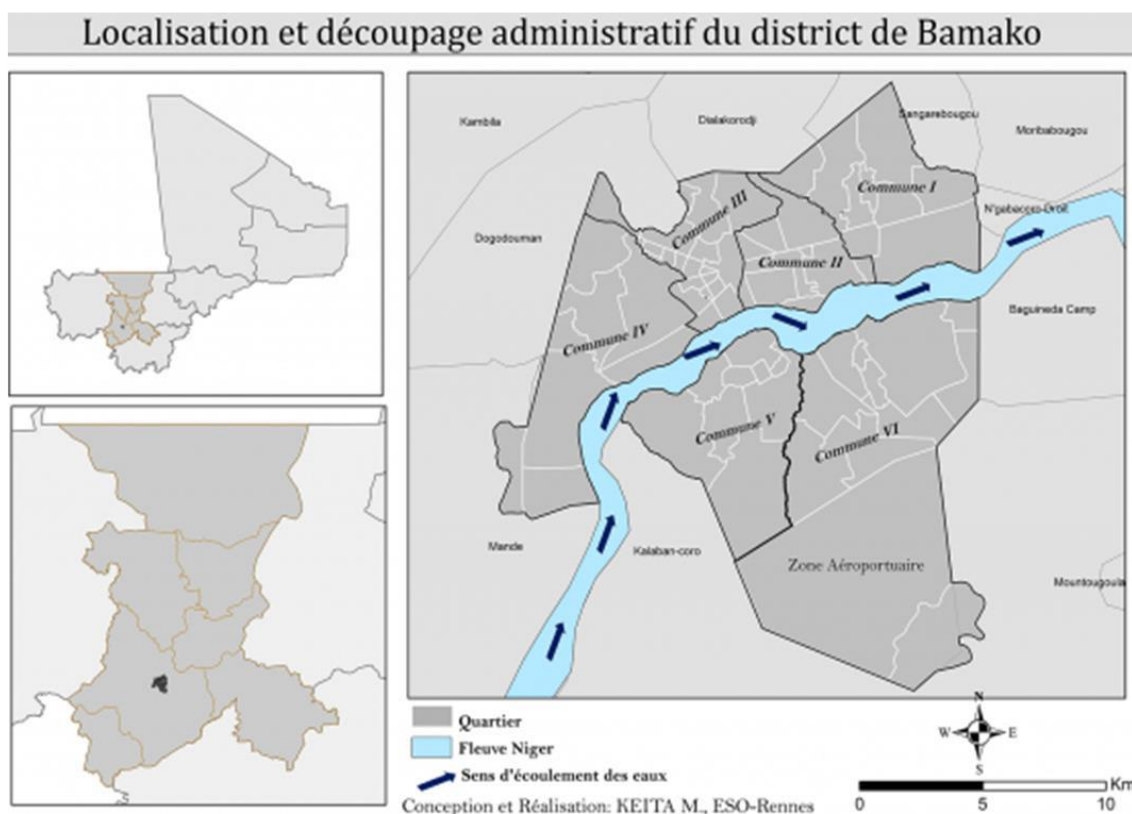 Localisation et découpage administratif du district de Bamako
Kambila
Dialakorodji
Sangarebougou
Moribabougou
Commune I
Commune III
N'gabacoro-Droit
Dogodouman
Commune II
Baguineda Camp
Commune IV
Commune V
Commune VI
Mande
Kalaban-coro
Zone Aéroportuaire
Mountougoula
Quartier
Fleuve Niger
Sens d'écoulement des eaux
Conception et Réalisation: KEITA M., ESO-Rennes
N
W E
S
Km
0 5 10